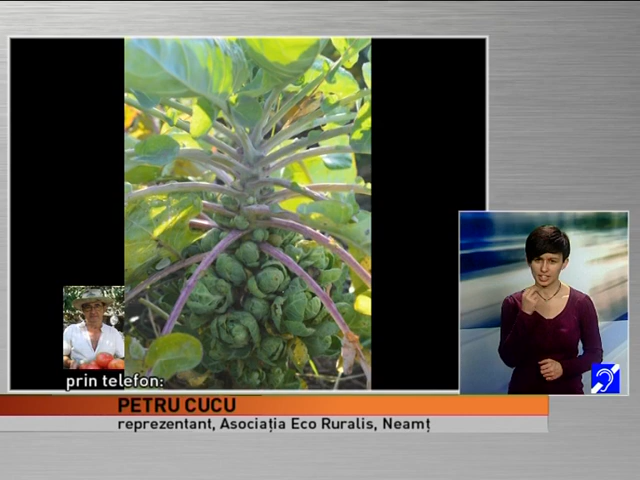 prin telefon:
PETRU CUCU
reprezentant, Asociația Eco Ruralis, Neamț